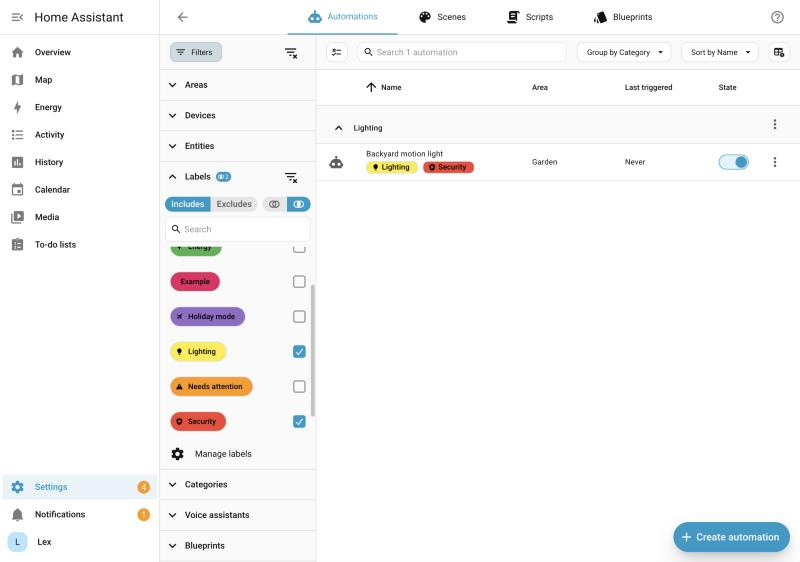 Home Assistant
Automations
Scenes
Scripts
Blueprints
Overview
Map
Energy
Activity
History
Calendar
Media
To-do lists
Settings
4
Notifications
1
L
Lex
Filters
Areas
Devices
Entities
Labels
2
Includes
Excludes
Search
Energy
Example
Holiday mode
Lighting
Needs attention
Security
Manage labels
Categories
Voice assistants
Blueprints
Search 1 automation
Group by Category
Sort by Name
Name
Area
Last triggered
State
Lighting
Backyard motion light
Lighting
Security
Garden
Never
Create automation